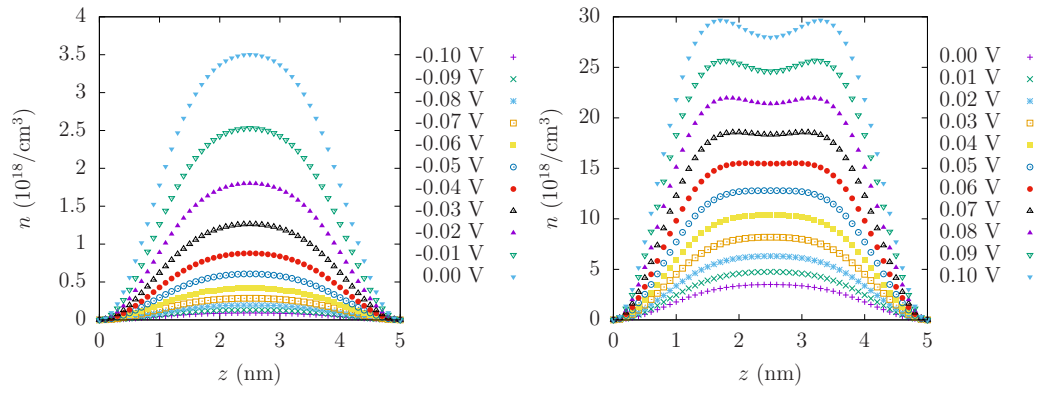 n (10^18/cm^3)
4
3.5
3
2.5
2
1.5
1
0.5
0
0 1 2 3 4 5
z (nm)
-0.10 V
-0.09 V
-0.08 V
-0.07 V
-0.06 V
-0.05 V
-0.04 V
-0.03 V
-0.02 V
-0.01 V
0.00 V
n (10^18/cm^3)
30
25
20
15
10
5
0
0 1 2 3 4 5
z (nm)
0.00 V
0.01 V
0.02 V
0.03 V
0.04 V
0.05 V
0.06 V
0.07 V
0.08 V
0.09 V
0.10 V